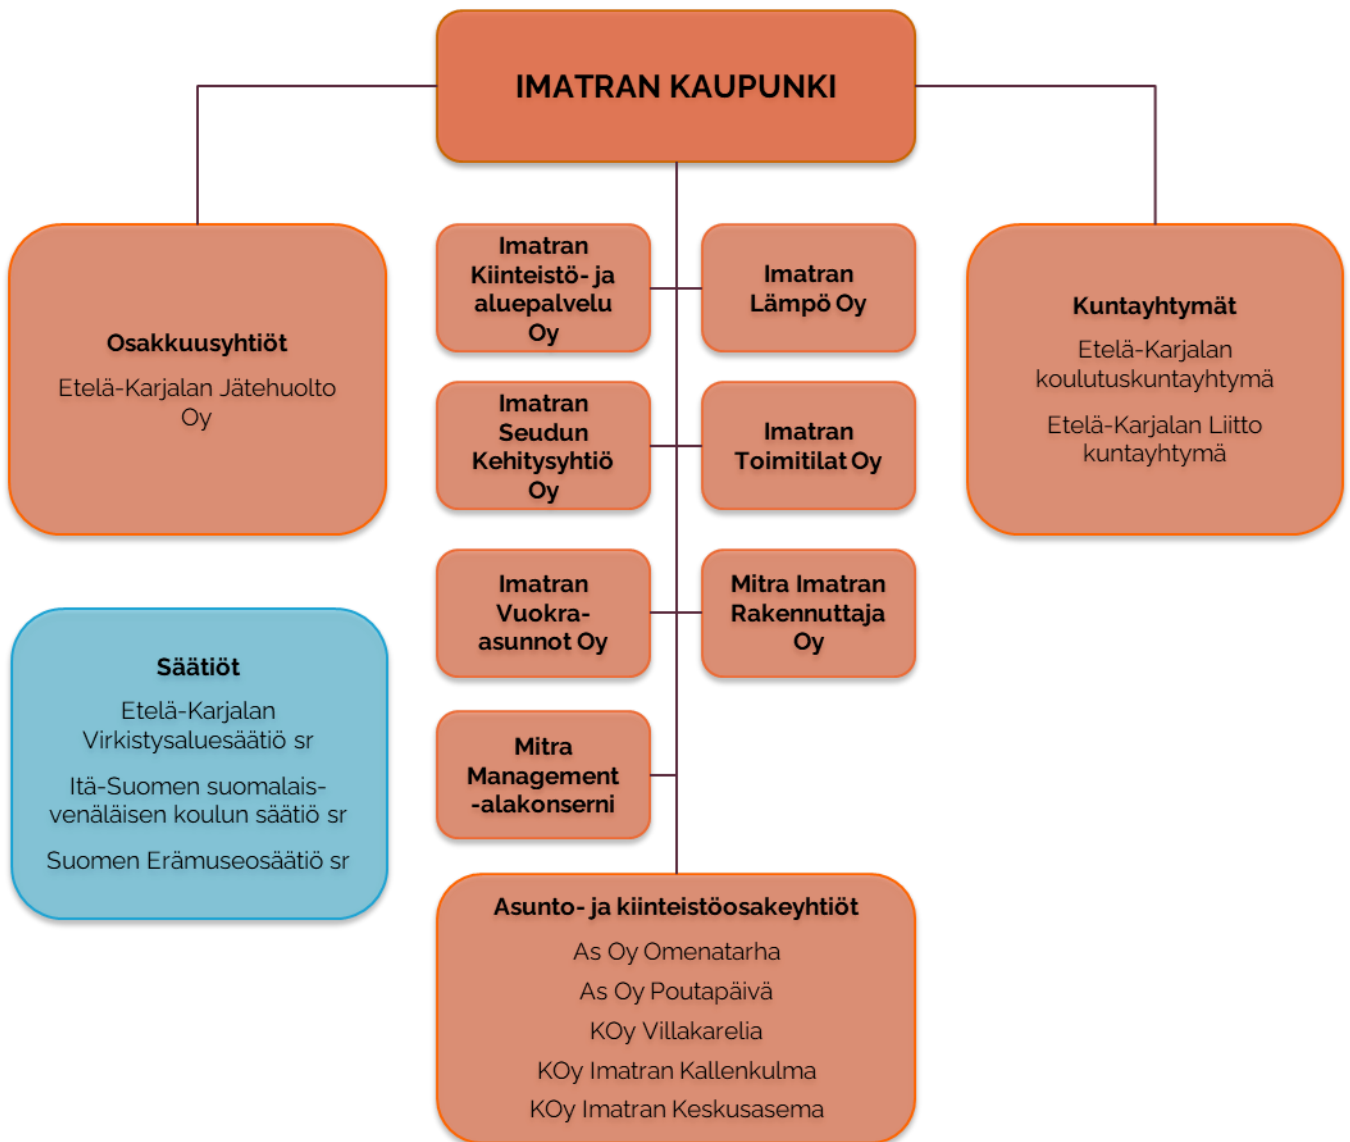 IMATRAN KAUPUNKI
Osakkuusyhtiöt
Etelä-Karjalan Jätehuolto
Oy
Imatran
Kiinteistö- ja
aluepalvelu
Oy
Imatran
Lämpö Oy
Kuntayhtymät
Etelä-Karjalan
koulutuskuntayhtymä
Etelä-Karjalan Liitto
kuntayhtymä
Imatran
Seudun
Kehitysyhtiö
Oy
Imatran
Toimitilat Oy
Imatran
Vuokra-
asunnot Oy
Mitra Imatran
Rakennuttaja
Oy
Säätiöt
Etelä-Karjalan
Virkistysaluesäätiö sr
Itä-Suomen suomalais-
venäläisen koulun säätiö sr
Suomen Erämuseosäätiö sr
Mitra
Management
-alakonserni
Asunto- ja kiinteistöosakeyhtiöt
As Oy Omenatarha
As Oy Poutapäivä
KOy Villakarelia
KOy Imatran Kallenkulma
KOy Imatran Keskusasema